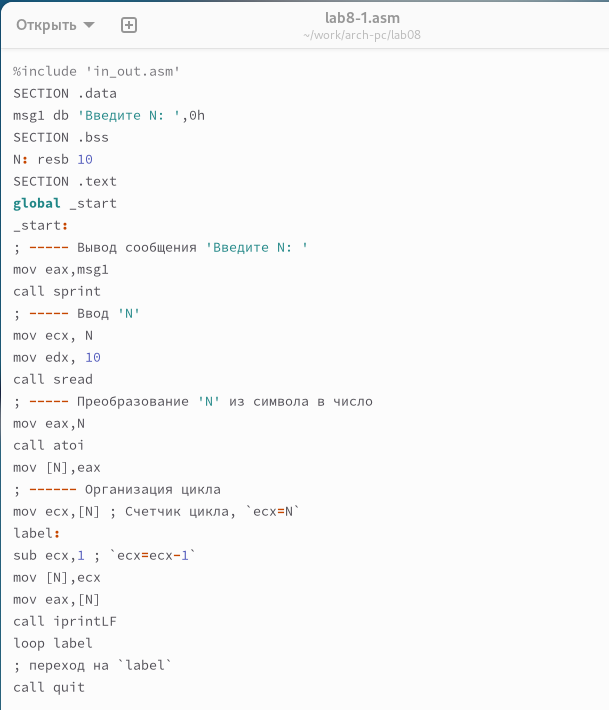 Открыть
lab8-1.asm
~/work/arch-pc/lab08
%include 'in_out.asm'
SECTION .data
msg1 db 'Введите N: ',0h
SECTION .bss
N: resb 10
SECTION .text
global _start
_start:
; ----- Вывод сообщения 'Введите N: '
mov eax,msg1
call sprint
; ----- Ввод 'N'
mov ecx, N
mov edx, 10
call sread
; ----- Преобразование 'N' из символа в число
mov eax,N
call atoi
mov [N],eax
; ------ Организация цикла
mov ecx,[N] ; Счетчик цикла, `ecx=N`
label:
sub ecx,1 ; `ecx=ecx-1`
mov [N],ecx
mov eax,[N]
call iprintLF
loop label
; переход на `label`
call quit